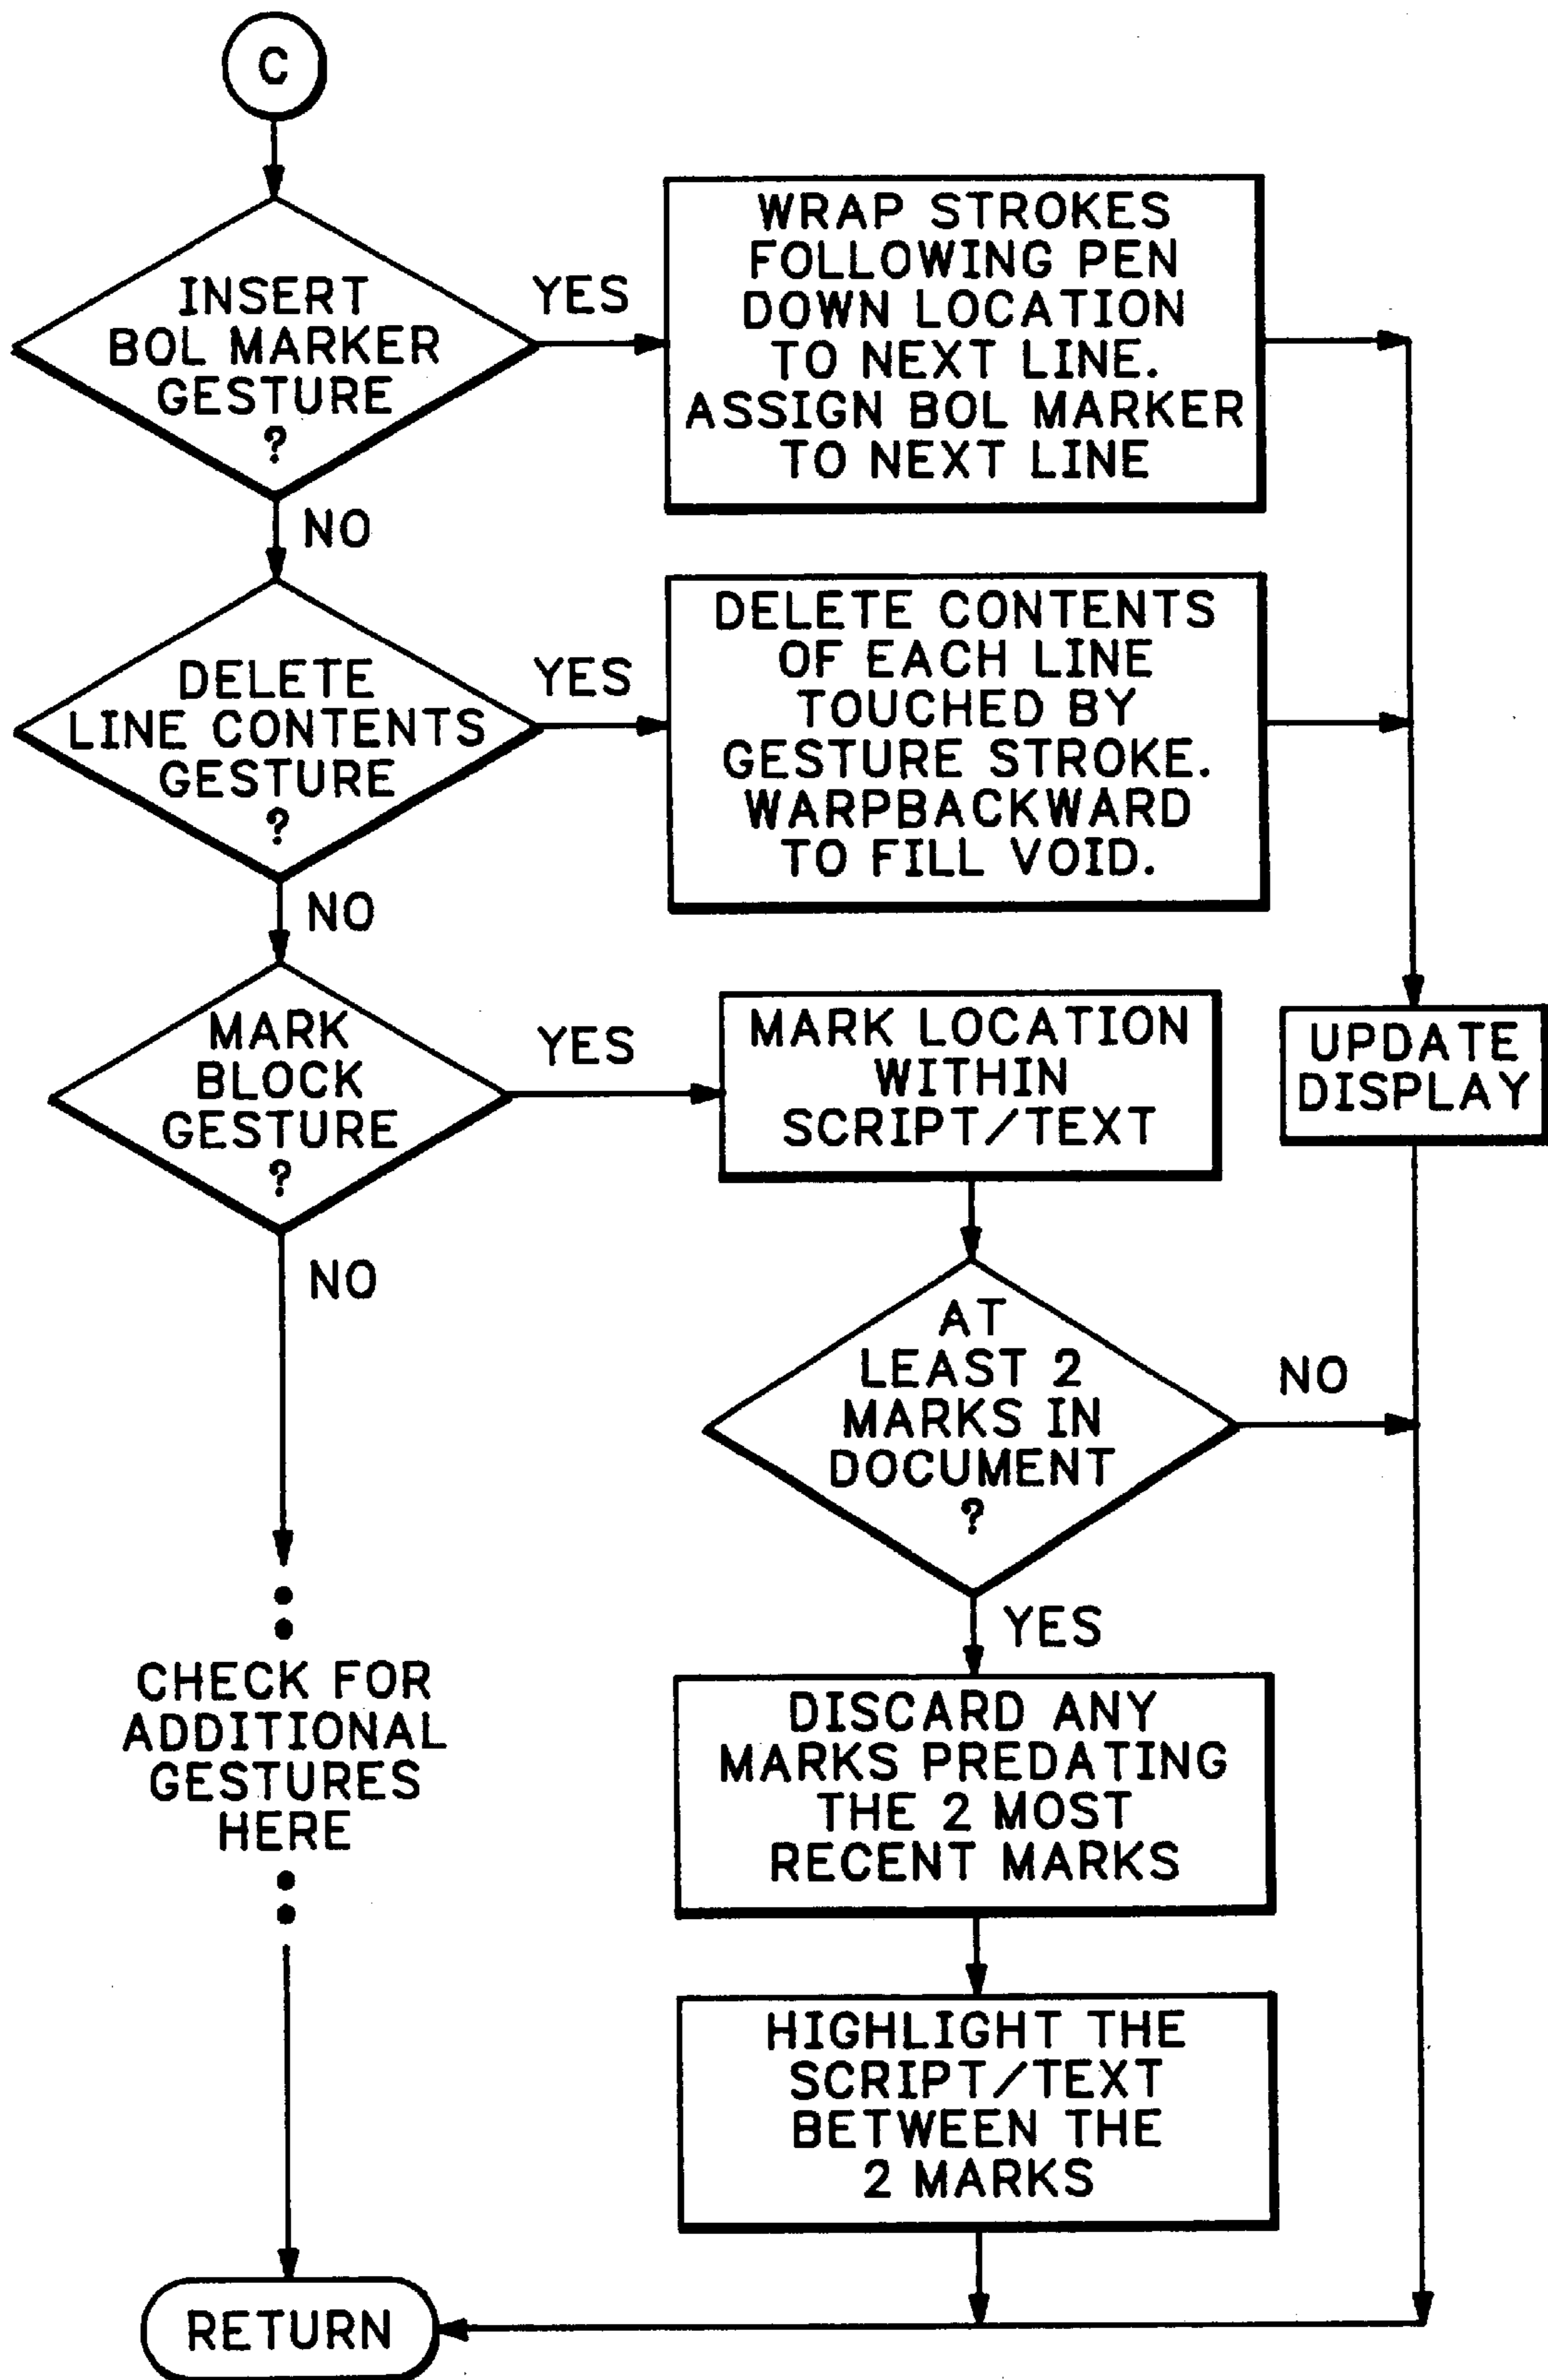 C
INSERT
BOL MARKER
GESTURE
?
YES
WRAP STROKES
FOLLOWING PEN
DOWN LOCATION
TO NEXT LINE.
ASSIGN BOL MARKER
TO NEXT LINE
NO
DELETE
LINE CONTENTS
GESTURE
?
YES
DELETE CONTENTS
OF EACH LINE
TOUCHED BY
GESTURE STROKE.
WARPBACKWARD
TO FILL VOID.
NO
MARK
BLOCK
GESTURE
?
YES
MARK LOCATION
WITHIN
SCRIPT/TEXT
UPDATE
DISPLAY
NO
AT
LEAST 2
MARKS IN
DOCUMENT
?
NO
YES
CHECK FOR
ADDITIONAL
GESTURES
HERE
DISCARD ANY
MARKS PREDATING
THE 2 MOST
RECENT MARKS
HIGHLIGHT THE
SCRIPT/TEXT
BETWEEN THE
2 MARKS
RETURN